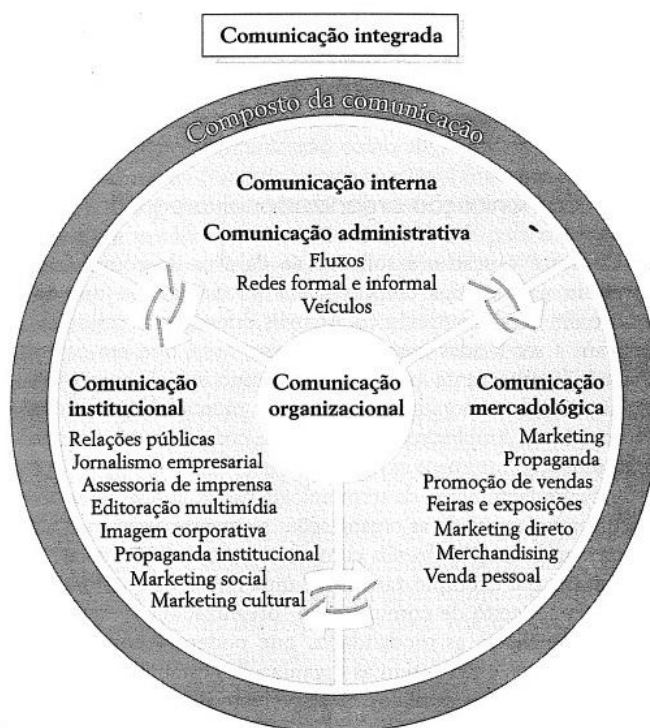 Comunicação integrada
Composto da comunicação
Comunicação interna
Comunicação administrativa
Fluxos
Redes formal e informal
Veículos
Comunicação
institucional
Relações públicas
Jornalismo empresarial
Assessoria de imprensa
Editoração multimídia
Imagem corporativa
Propaganda institucional
Marketing social
Marketing cultural
Comunicação
organizacional
Comunicação
mercadológica
Marketing
Propaganda
Promoção de vendas
Feiras e exposições
Marketing direto
Merchandising
Venda pessoal